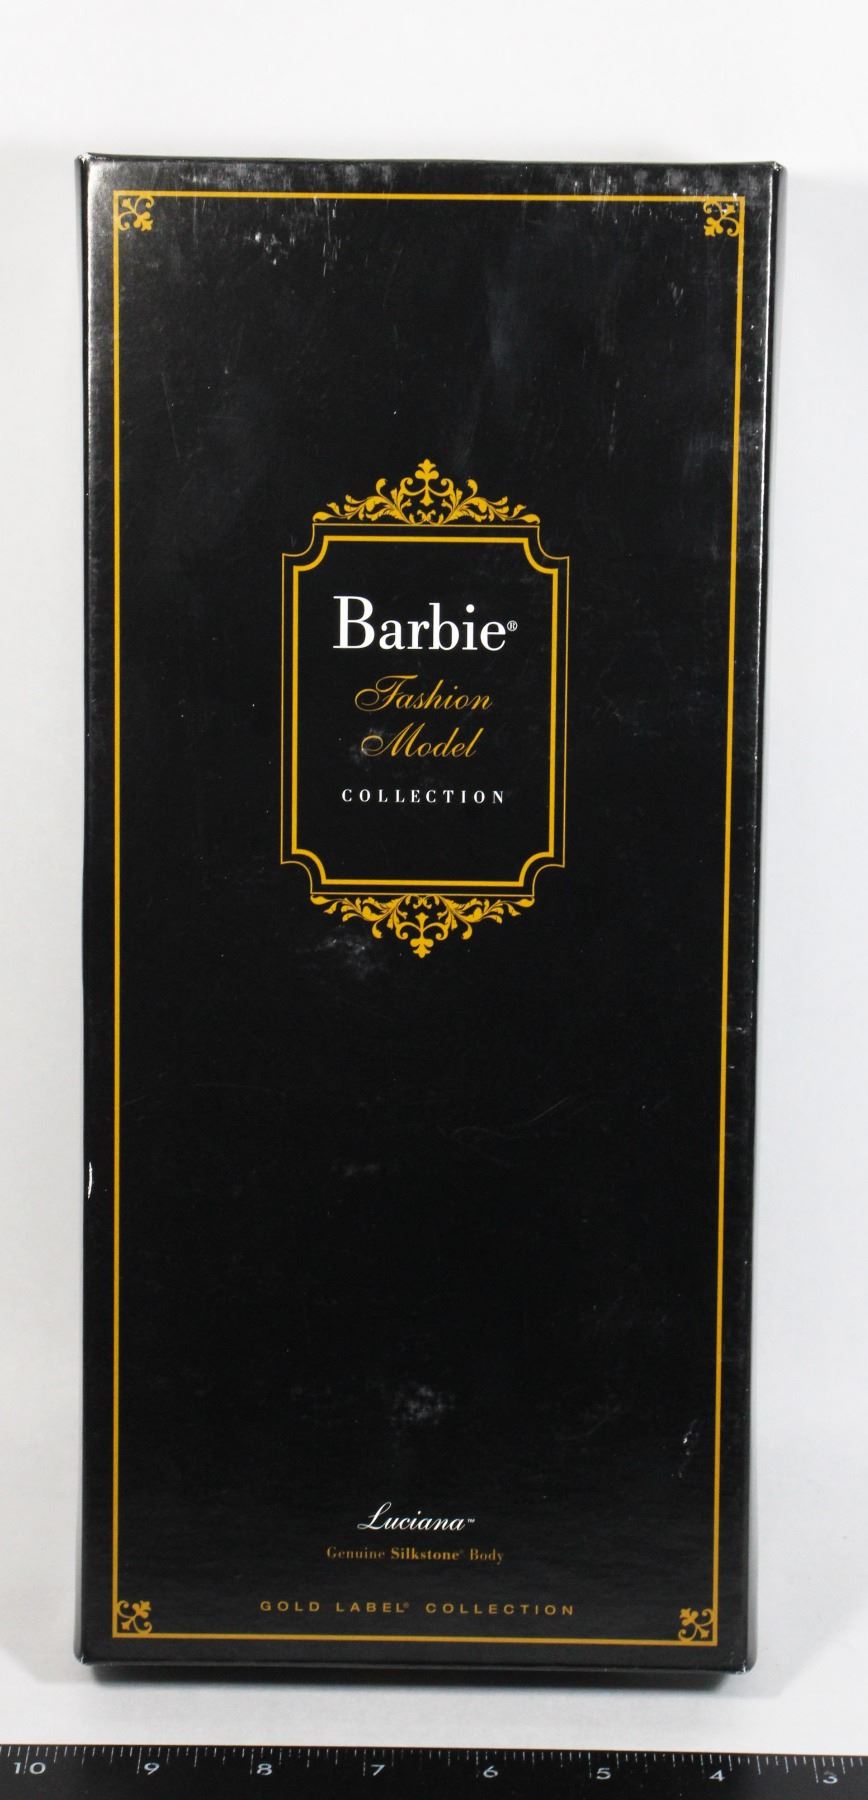 Barbie®
Fashion
Model
COLLECTION
Luciana™
Genuine Silkstone® Body
GOLD LABEL® COLLECTION
10 9 8 7 6 5 4 3